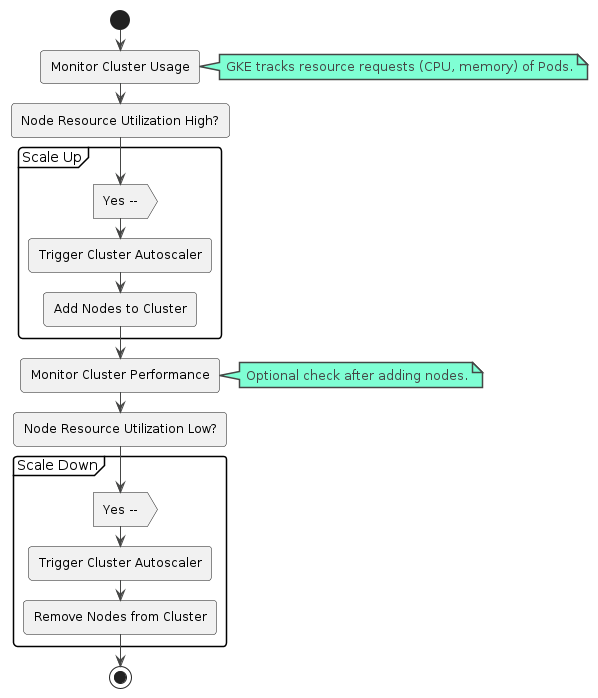 Monitor Cluster Usage
GKE tracks resource requests (CPU, memory) of Pods.
Node Resource Utilization High?
Scale Up
Yes --
Trigger Cluster Autoscaler
Add Nodes to Cluster
Monitor Cluster Performance
Optional check after adding nodes.
Node Resource Utilization Low?
Scale Down
Yes --
Trigger Cluster Autoscaler
Remove Nodes from Cluster